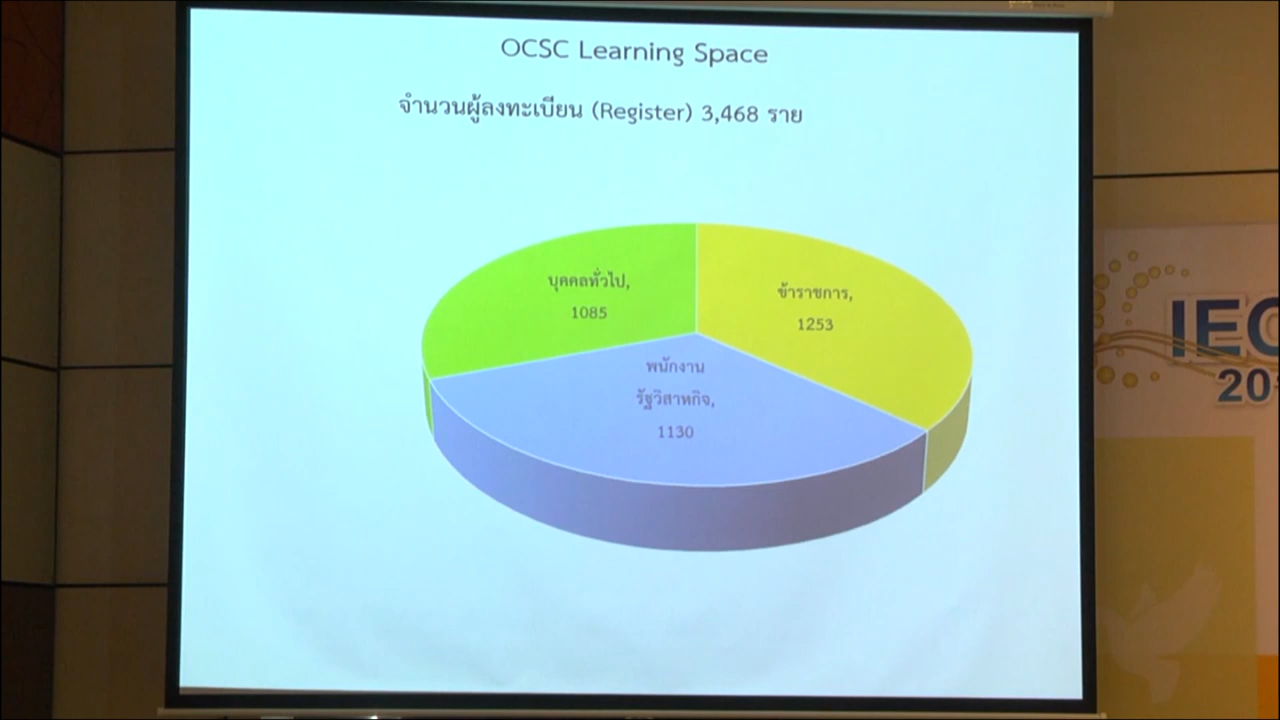 OCSC Learning Space
จำนวนผู้ลงทะเบียน (Register) 3,468 ราย
บุคคลทั่วไป,
1085
ข้าราชการ,
1253
พนักงาน
รัฐวิสาหกิจ,
1130
IEC
20